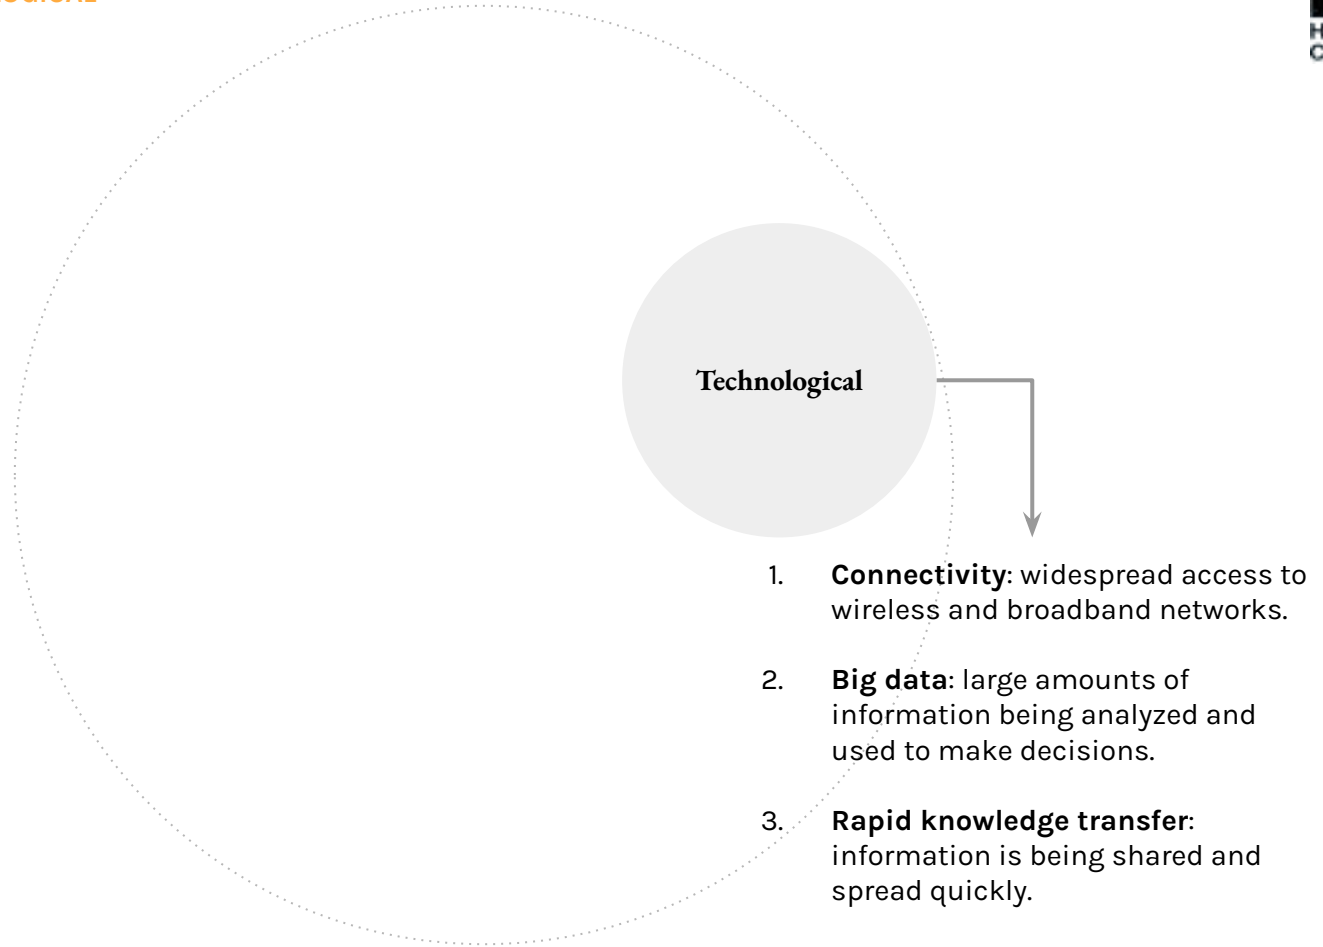 Technological
1. Connectivity: widespread access to
wireless and broadband networks.
2. Big data: large amounts of
information being analyzed and
used to make decisions.
3. Rapid knowledge transfer:
information is being shared and
spread quickly.